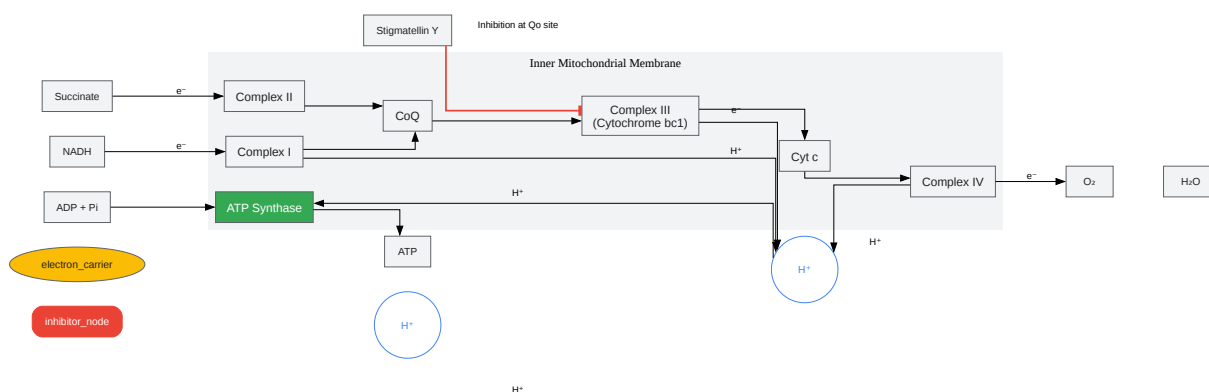 Stigmatellin Y
Inhibition at Qo site
Inner Mitochondrial Membrane
Succinate
e⁻
Complex II
CoQ
Complex III
(Cytochrome bc1)
e⁻
NADH
e⁻
Complex I
H⁺
Cyt c
Complex IV
e⁻
O₂
H₂O
ADP + Pi
ATP Synthase
H⁺
ATP
H⁺
electron_carrier
H⁺
inhibitor_node
H⁺
H⁺